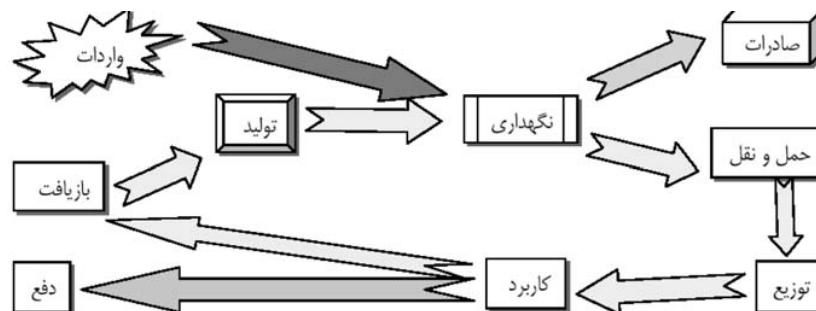 صادرات
واردات
تولید
نگهداری
حمل و نقل
بازیافت
توزیع
کاربرد
دفع